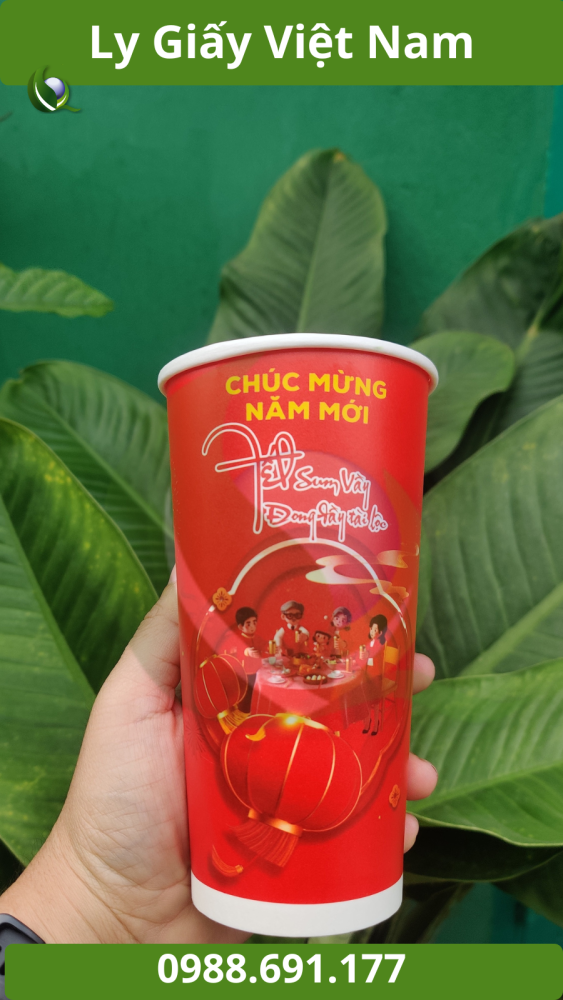 Ly Giấy Việt Nam
CHÚC MỪNG
NĂM MỚI
Tết Sum Vầy
Đong đầy tài lộc
0988.691.177